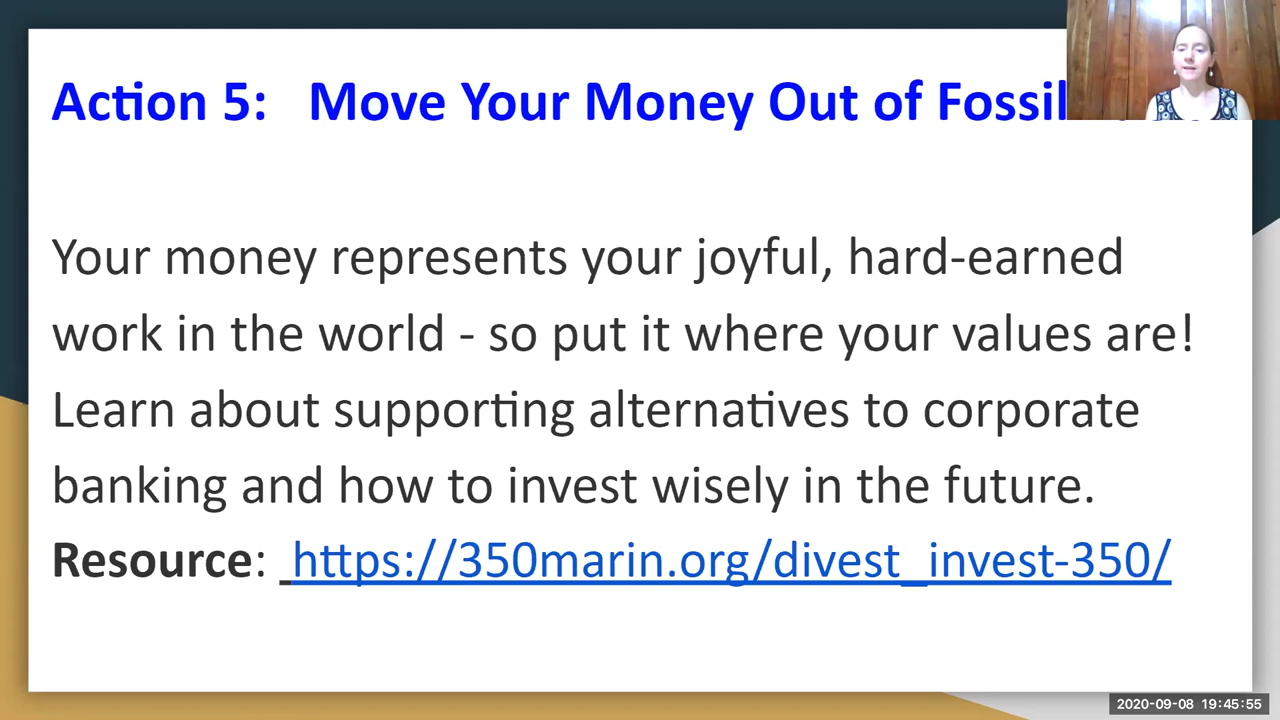 Action 5: Move Your Money Out of Fossil
Your money represents your joyful, hard-earned
work in the world - so put it where your values are!
Learn about supporting alternatives to corporate
banking and how to invest wisely in the future.
Resource: https://350marin.org/divest_invest-350/
2020-09-08 19:45:55